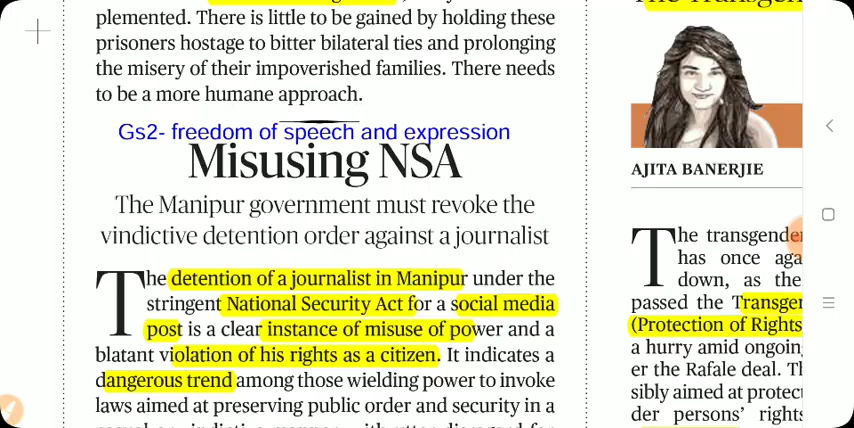 plemented. There is little to be gained by holding these
prisoners hostage to bitter bilateral ties and prolonging
the misery of their impoverished families. There needs
to be a more humane approach.
Gs2- freedom of speech and expression
Misusing NSA
The Manipur government must revoke the
vindictive detention order against a journalist
The detention of a journalist in Manipur under the
stringent National Security Act for a social media
post is a clear instance of misuse of power and a
blatant violation of his rights as a citizen. It indicates a
dangerous trend among those wielding power to invoke
laws aimed at preserving public order and security in a
AJITA BANERJIE
The transgender
has once aga
down, as the
passed the Transgen
(Protection of Rights
a hurry amid ongoing
er the Rafale deal. Th
sibly aimed at protect
der persons' rights